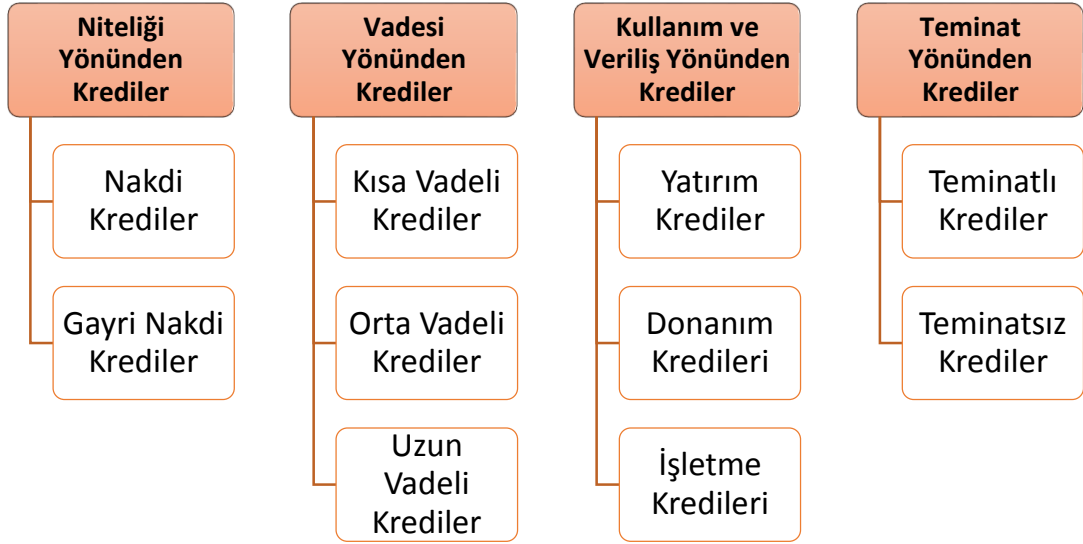 Niteliği
Yönünden
Krediler
Nakdi
Krediler
Gayri Nakdi
Krediler
Vadesi
Yönünden
Krediler
Kısa Vadeli
Krediler
Orta Vadeli
Krediler
Uzun
Vadeli
Krediler
Kullanım ve
Veriliş Yönünden
Krediler
Yatırım
Krediler
Donanım
Kredileri
İşletme
Kredileri
Teminat
Yönünden
Krediler
Teminatlı
Krediler
Teminatsız
Krediler